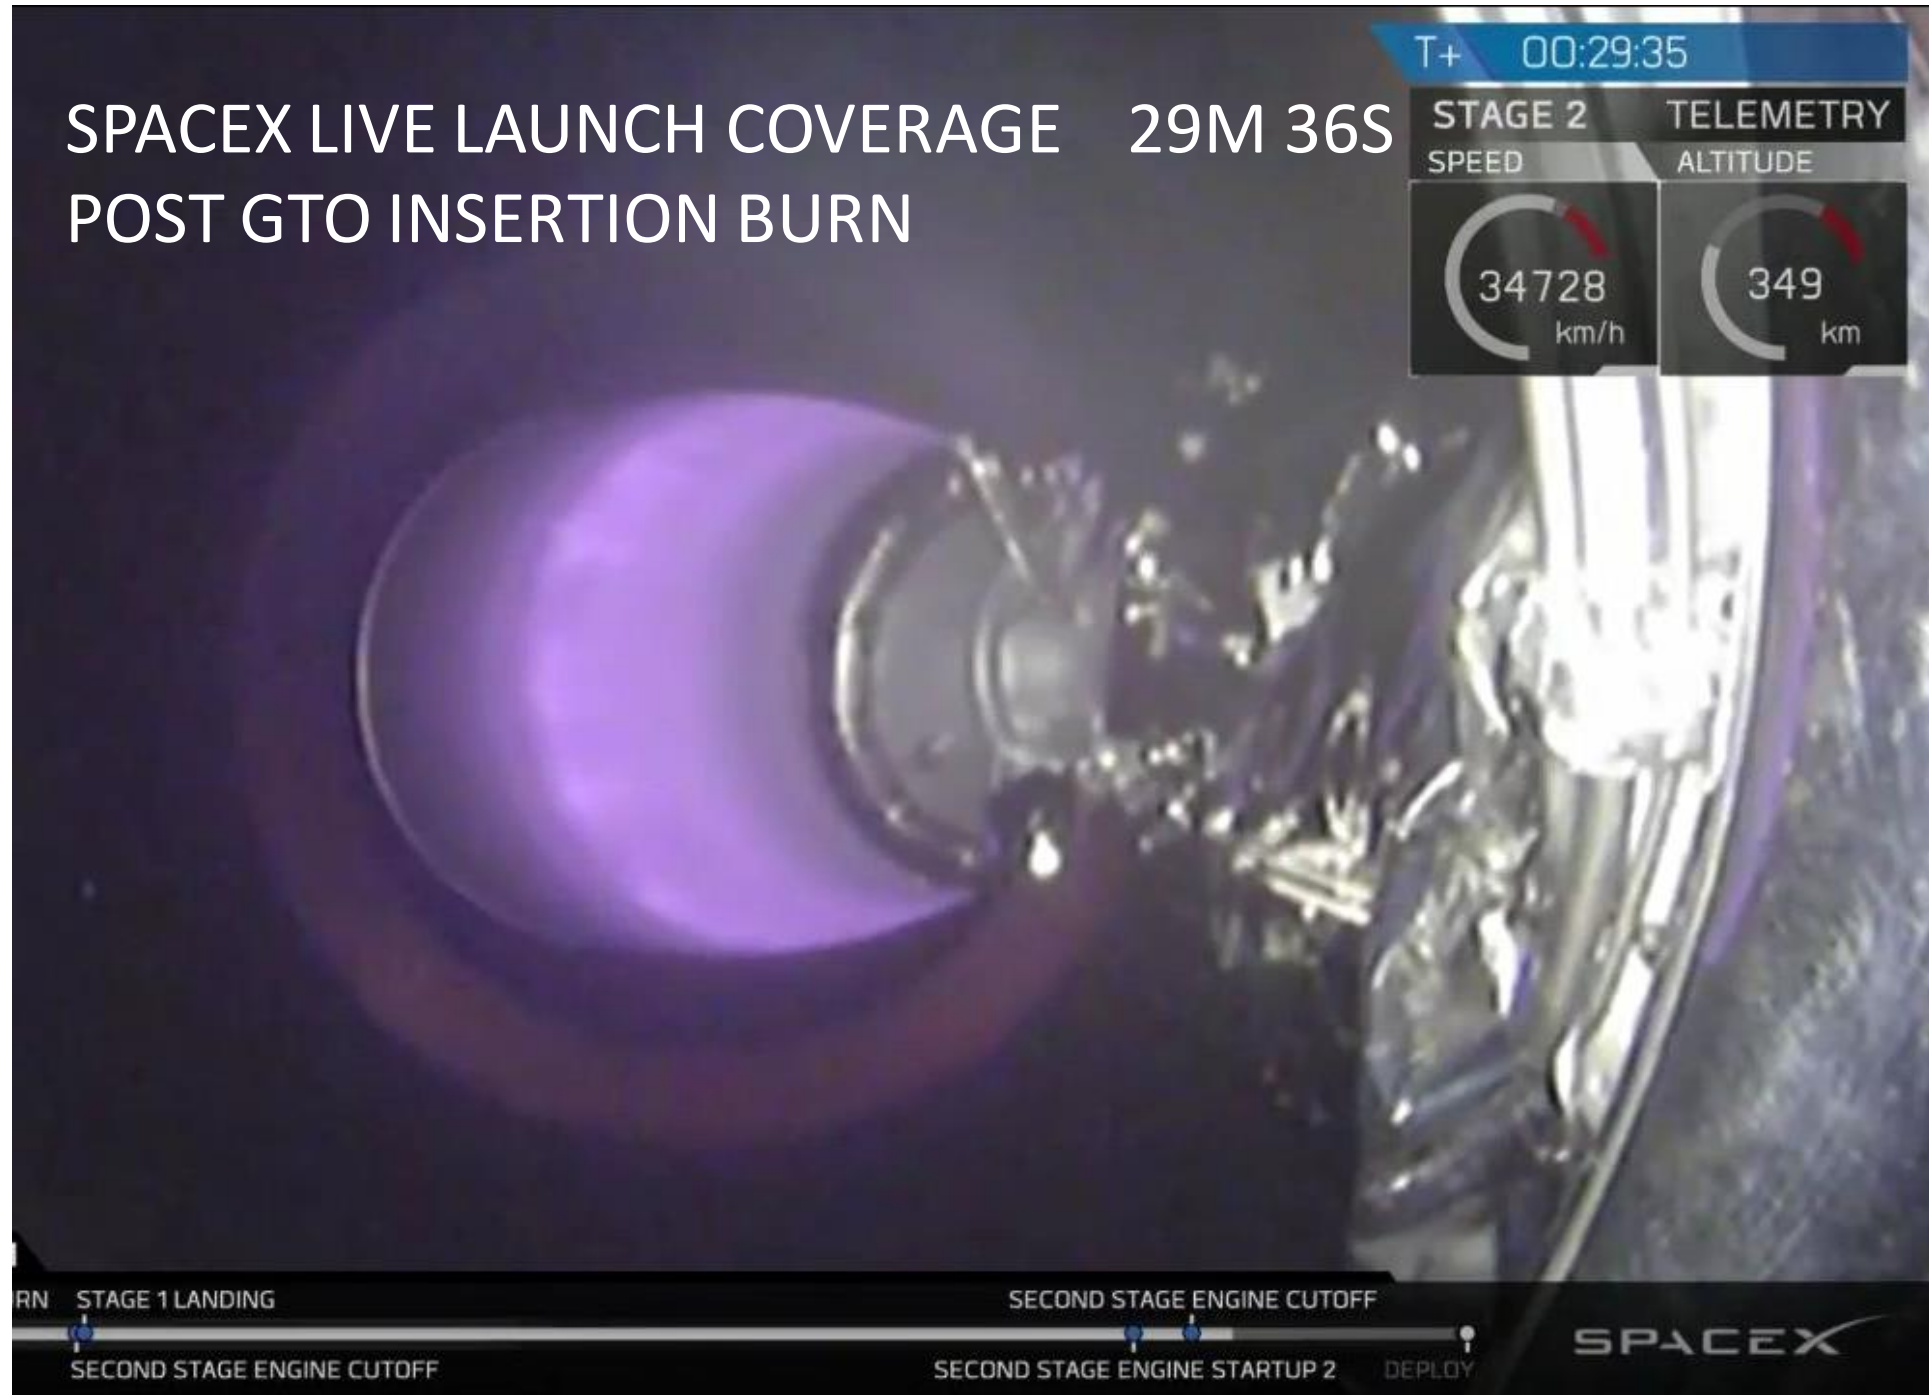 SPACEX LIVE LAUNCH COVERAGE 29M 36S
POST GTO INSERTION BURN
T+ 00:29:35
STAGE 2 TELEMETRY
SPEED ALTITUDE
34728 349
km/h km
RN STAGE 1 LANDING SECOND STAGE ENGINE CUTOFF
SECOND STAGE ENGINE CUTOFF SECOND STAGE ENGINE STARTUP 2 DEPLOY
SPACEX